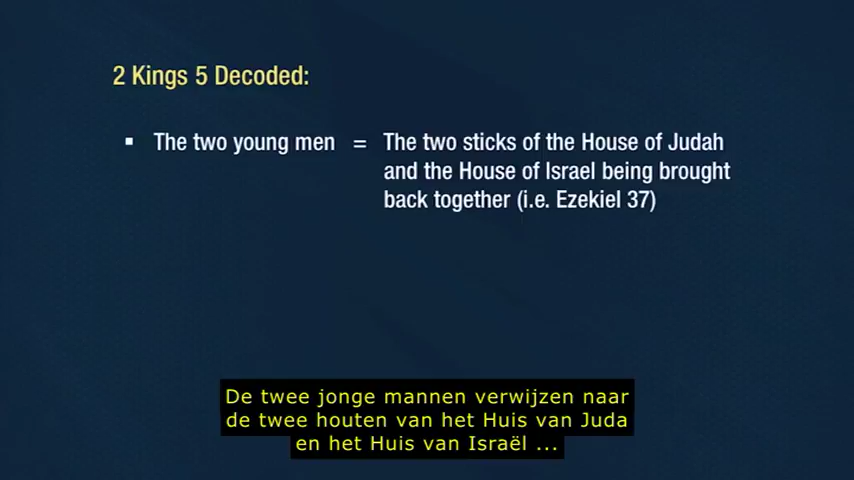 2 Kings 5 Decoded:
▪ The two young men = The two sticks of the House of Judah
and the House of Israel being brought
back together (i.e. Ezekiel 37)
De twee jonge mannen verwijzen naar
de twee houten van het Huis van Juda
en het Huis van Israël ...